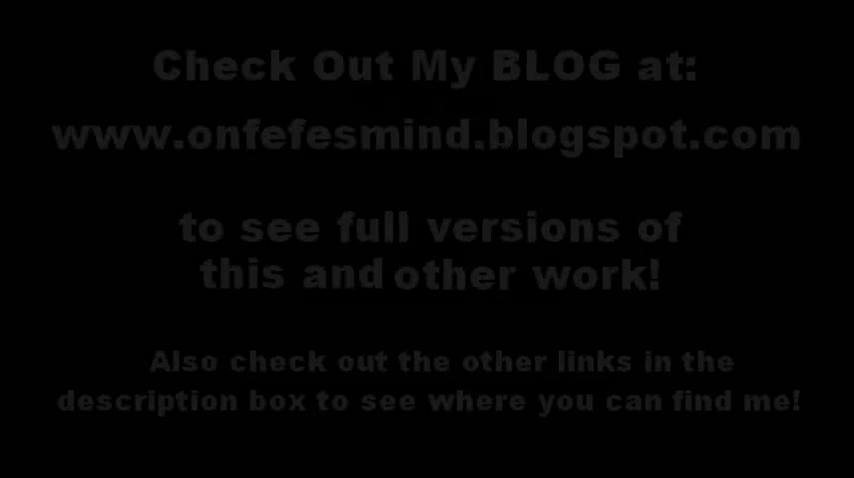 Check Out My BLOG at:
www.onfefesmind.blogspot.com
to see full versions of
this and other work!
Also check out the other links in the
description box to see where you can find me!